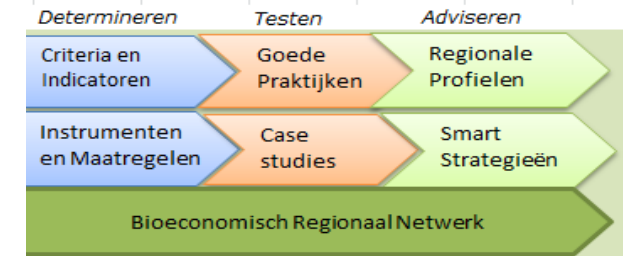 Determineren Testen Adviseren
Criteria en Indicatoren
Goede Praktijken
Regionale Profielen
Instrumenten en Maatregelen
Case studies
Smart Strategieën
Bioeconomisch Regionaal Netwerk